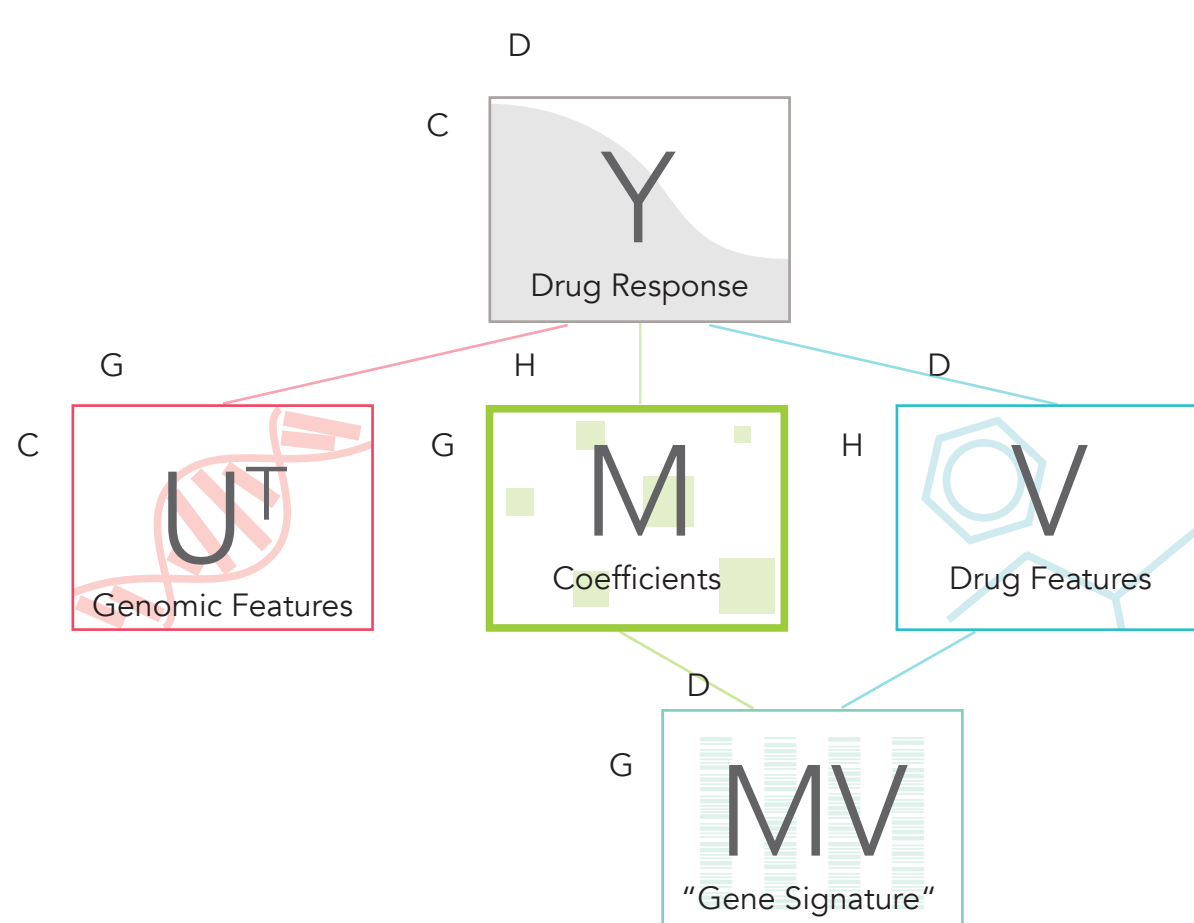 D
C
Y
Drug Response
G
H
D
C
U^T
Genomic Features
G
M
Coefficients
H
V
Drug Features
D
G
MV
“Gene Signature“